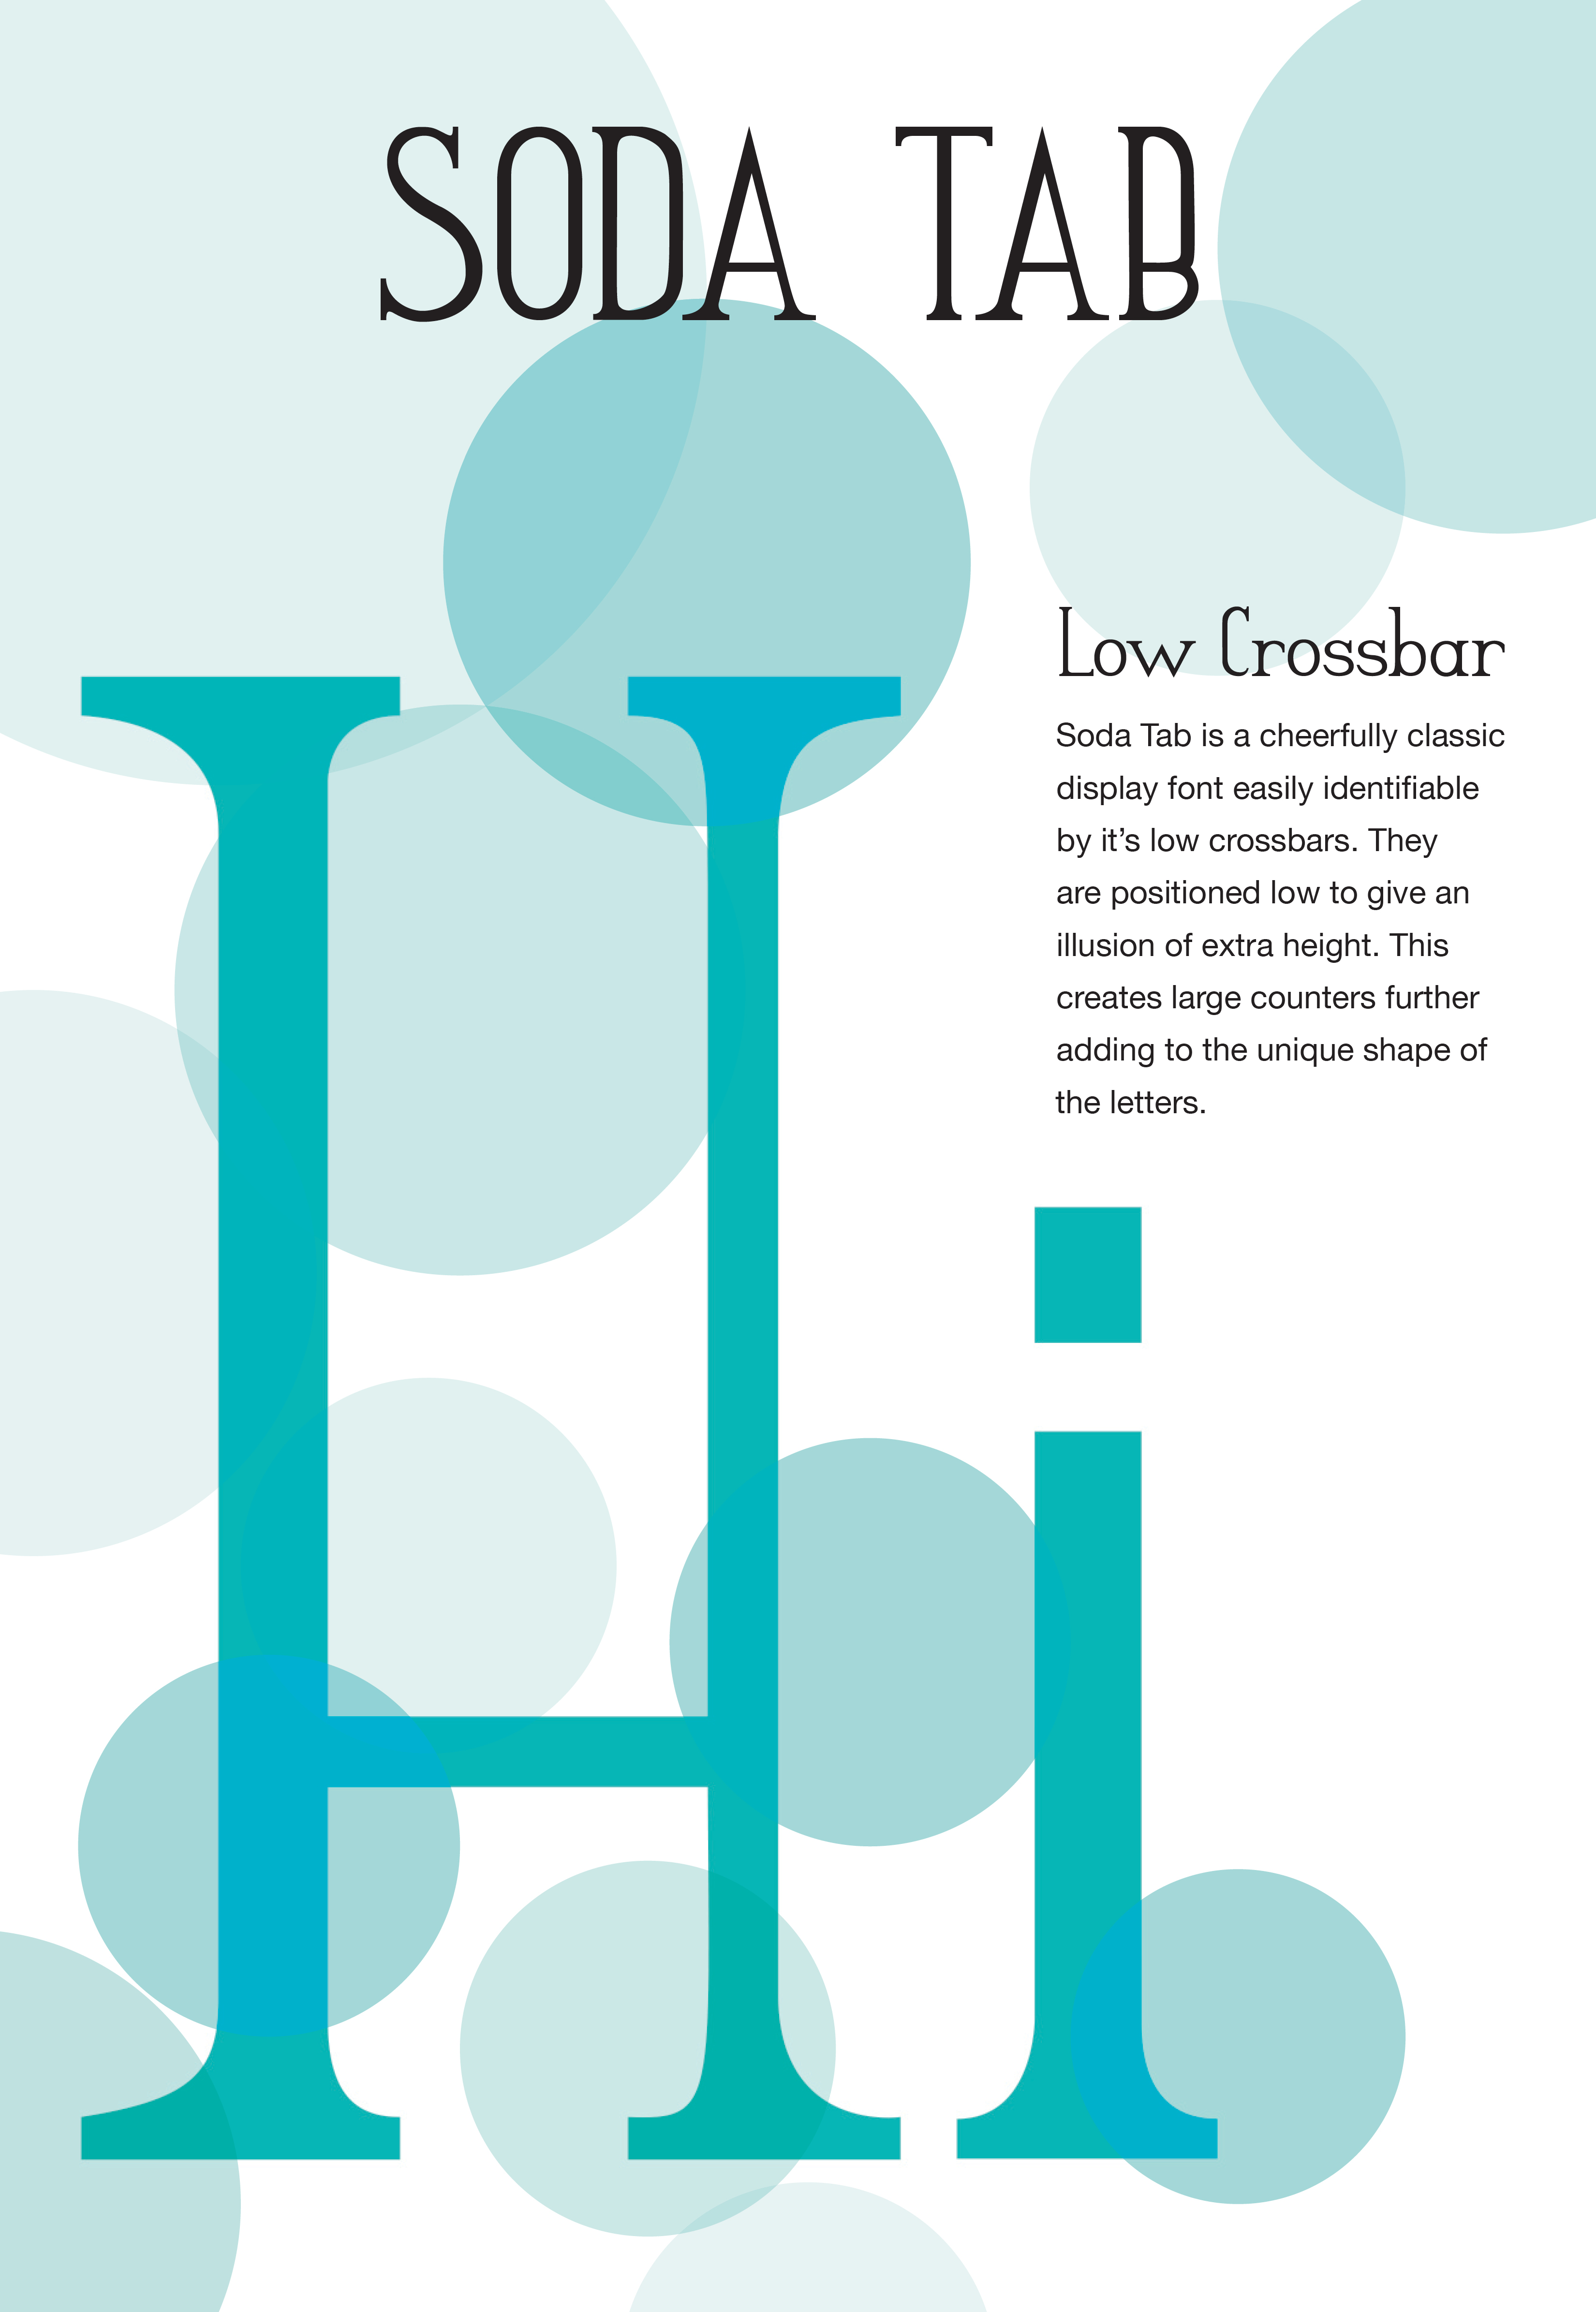 SODA TAB
Low Crossbar
Soda Tab is a cheerfully classic
display font easily identifiable
by it’s low crossbars. They
are positioned low to give an
illusion of extra height. This
creates large counters further
adding to the unique shape of
the letters.
Hi